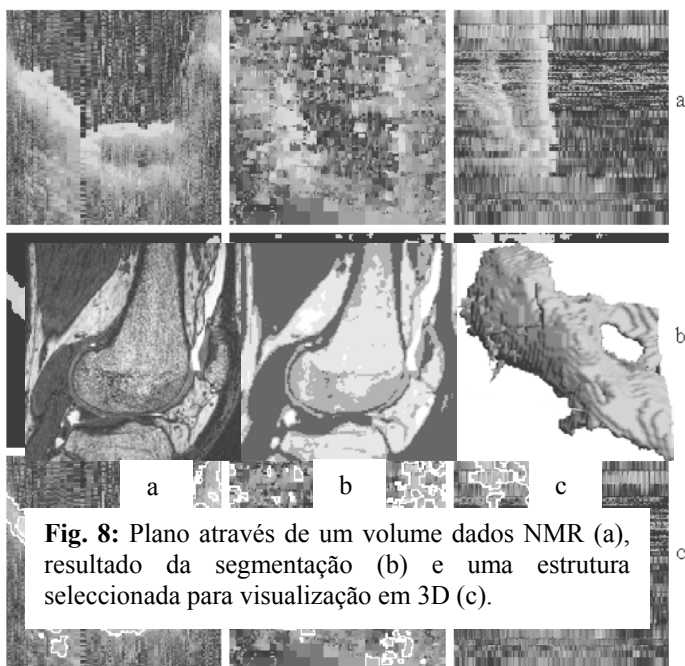 a
b
a b c
Fig. 8: Plano através de um volume dados NMR (a),
resultado da segmentação (b) e uma estrutura
seleccionada para visualização em 3D (c).
c